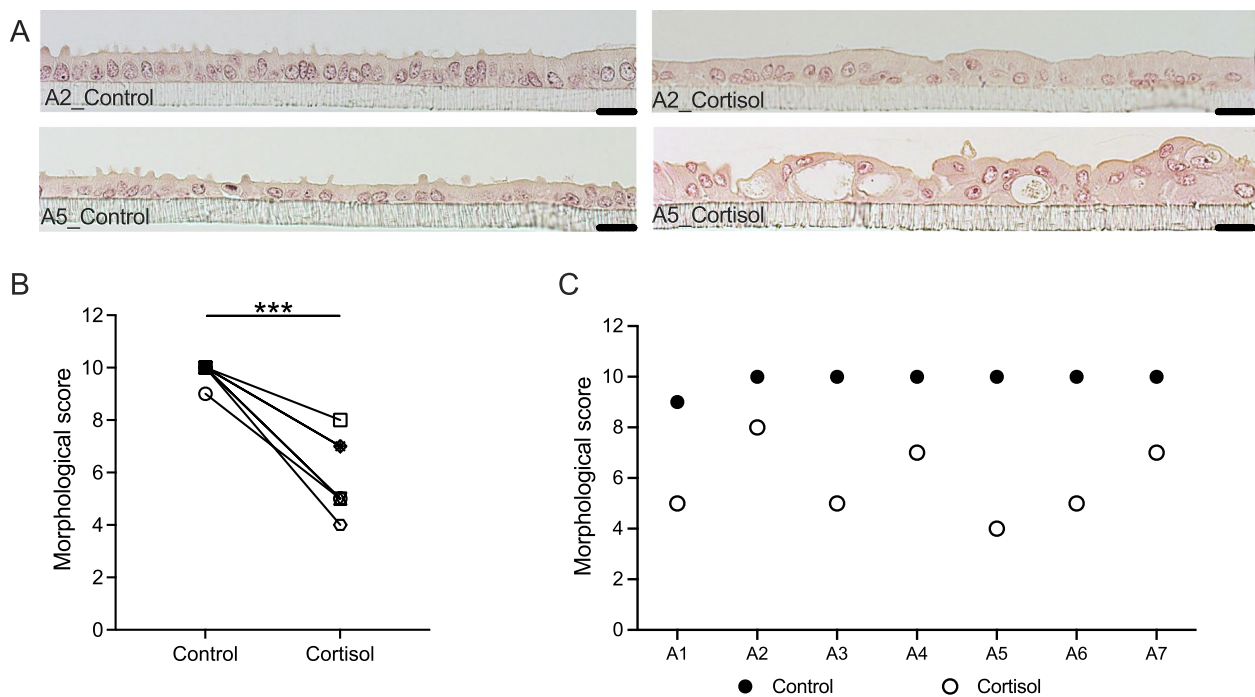 A
A2_Control
A2_Cortisol
A5_Control
A5_Cortisol
B
***
12
10
8
6
4
2
0
Morphological score
Control
Cortisol
C
12
10
8
6
4
2
0
Morphological score
A1 A2 A3 A4 A5 A6 A7
Control Cortisol